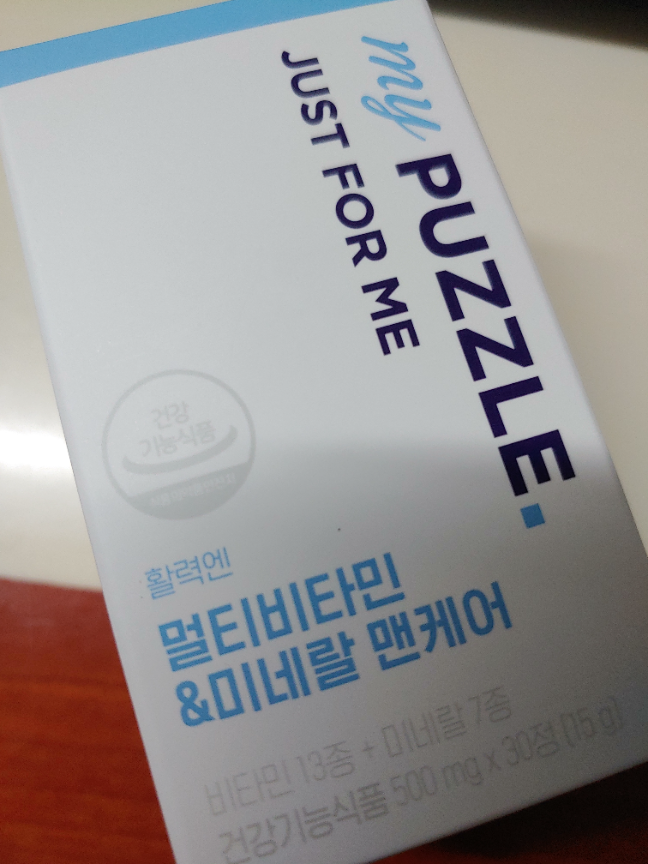 my PUZZLE.
JUST FOR ME
건강
기능식품
활력엔
멀티비타민
&미네랄 맨케어
비타민 13종 + 미네랄 7종
건강기능식품 500 mg x 30정 (15 g)